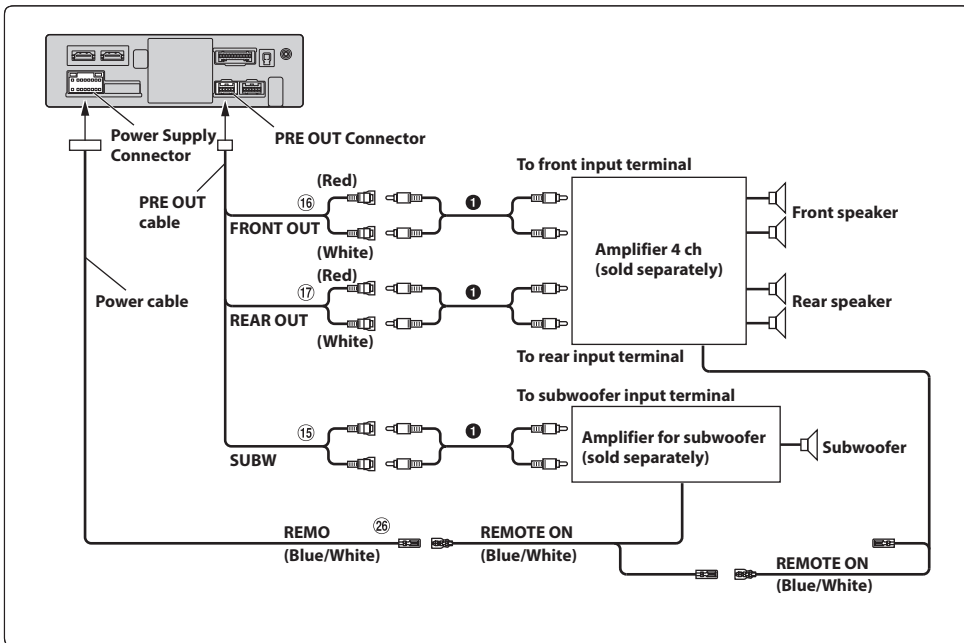 Power Supply
Connector
PRE OUT Connector
PRE OUT
cable
Power cable
To front input terminal
(Red)
⑯
FRONT OUT
(White)
❶
Amplifier 4 ch
(sold separately)
Front speaker
(Red)
⑰
REAR OUT
(White)
❶
Rear speaker
To rear input terminal
To subwoofer input terminal
⑮
SUBW
❶
Amplifier for subwoofer
(sold separately)
Subwoofer
REMO
㉖
(Blue/White)
REMOTE ON
(Blue/White)
REMOTE ON
(Blue/White)